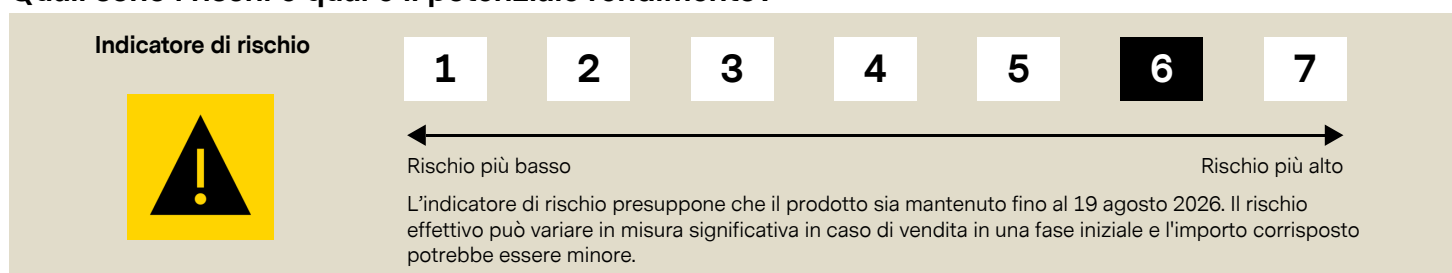 Indicatore di rischio
1 2 3 4 5 6 7
Rischio più basso Rischio più alto
L'indicatore di rischio presuppone che il prodotto sia mantenuto fino al 19 agosto 2026. Il rischio
effettivo può variare in misura significativa in caso di vendita in una fase iniziale e l'importo corrisposto
potrebbe essere minore.